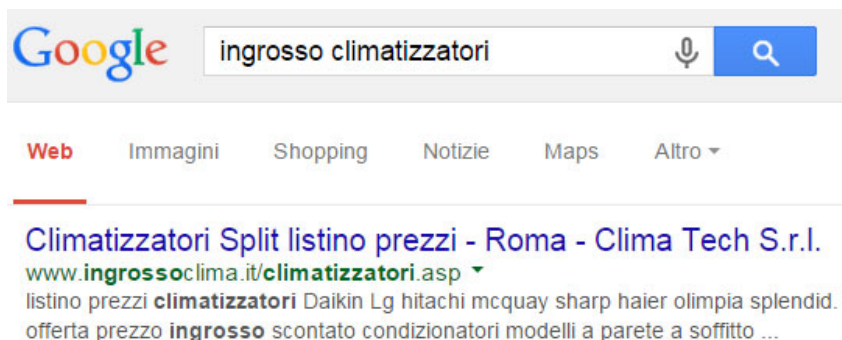 Google ingrosso climatizzatori
Web Immagini Shopping Notizie Maps Altro
Climatizzatori Split listino prezzi - Roma - Clima Tech S.r.l.
www.ingrossoclima.it/climatizzatori.asp
listino prezzi climatizzatori Daikin Lg hitachi mcquay sharp haier olimpia splendid.
offerta prezzo ingrosso scontato condizionatori modelli a parete a soffitto ...